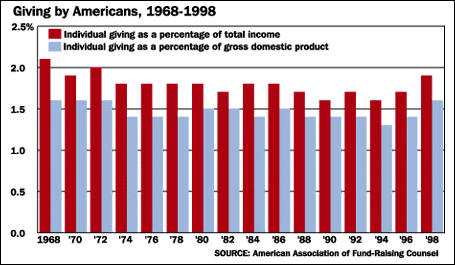 Giving by Americans, 1968-1998
2.5%
Individual giving as a percentage of total income
Individual giving as a percentage of gross domestic product
2.0
1.5
1.0
0.5
0.0
1968 '70 '72 '74 '76 '78 '80 '82 '84 '86 '88 '90 '92 '94 '96 '98
SOURCE: American Association of Fund-Raising Counsel